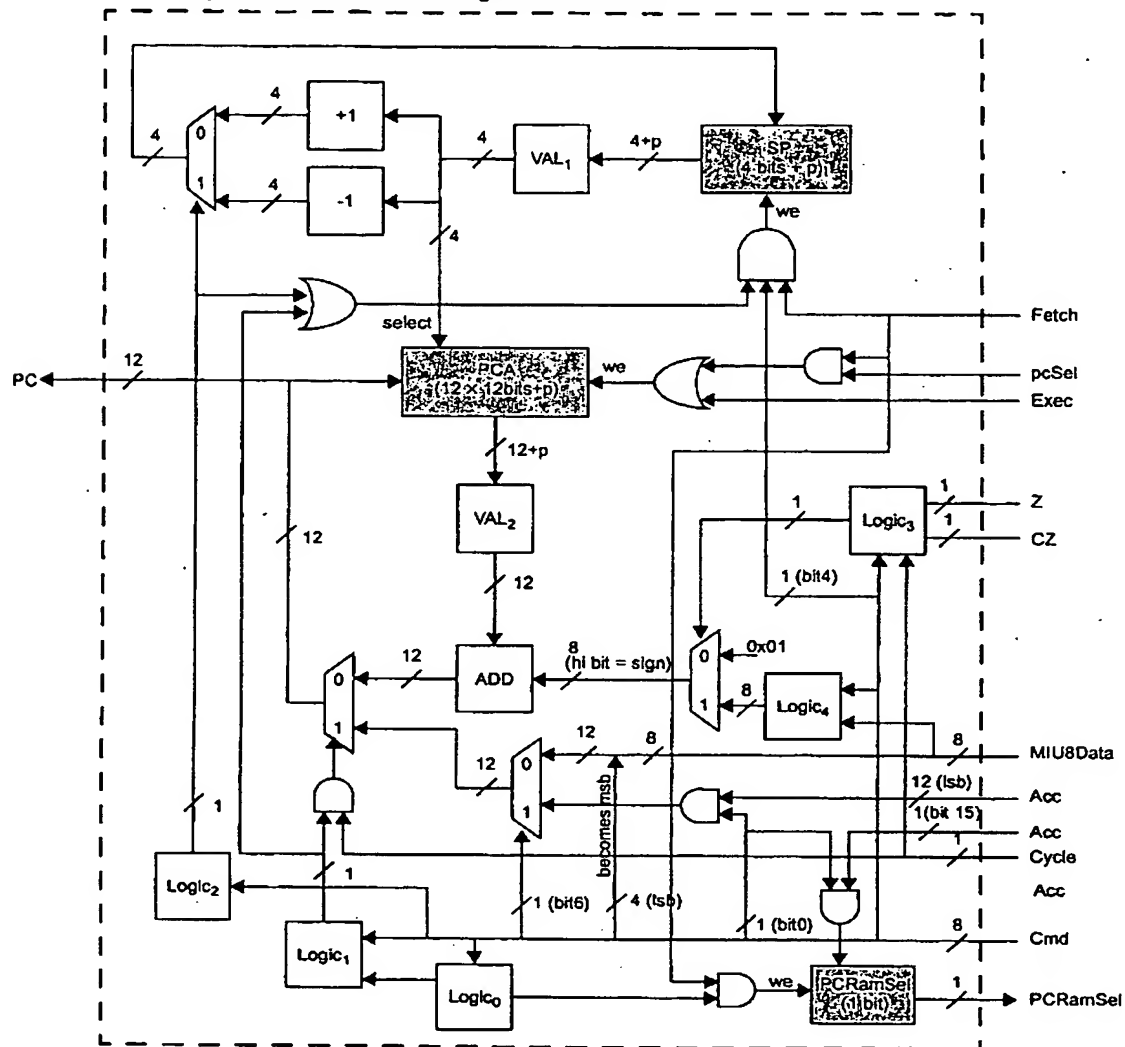 4
+1
4
0
4
VAL₁
4+p
SP
(4 bits + p)
4
-1
1
4
we
select
Fetch
PC
12
PCA
(12 × 12bits+p)
we
pcSel
Exec
12+p
1
Z
VAL₂
1
Logic₃
1
CZ
12
12
1 (bit4)
8
(hi bit = sign)
0
0x01
0
12
ADD
1
8
Logic₄
1
12
8
8
MIU8Data
12
0
12 (lsb)
Acc
1
becomes msb
1(bit 15)
Acc
1
1
Cycle
Logic₂
1
Acc
1 (bit6)
4 (lsb)
1 (bit0)
8
Cmd
Logic₁
we
PCRamSel
(1 bit)
1
PCRamSel
Logic₀